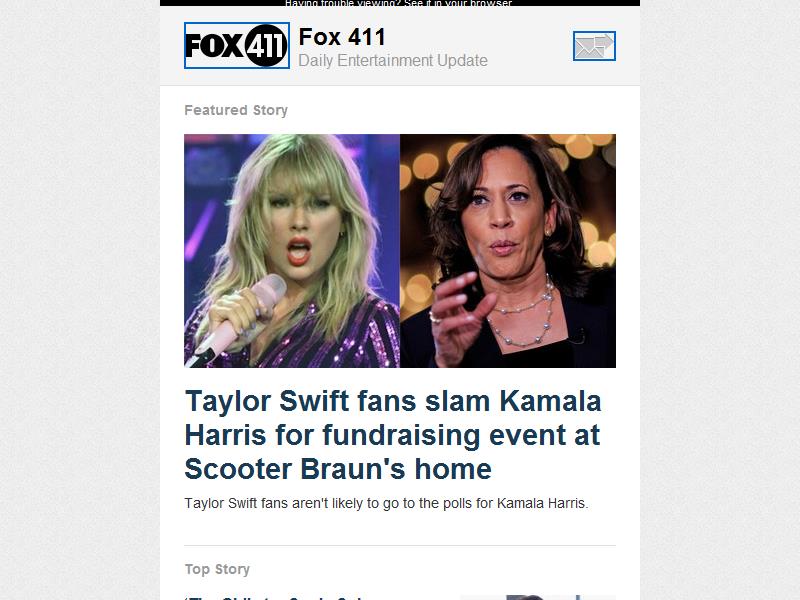 Having trouble viewing? See it in your browser
FOX 411
Fox 411
Daily Entertainment Update
Featured Story
Taylor Swift fans slam Kamala
Harris for fundraising event at
Scooter Braun's home
Taylor Swift fans aren't likely to go to the polls for Kamala Harris.
Top Story